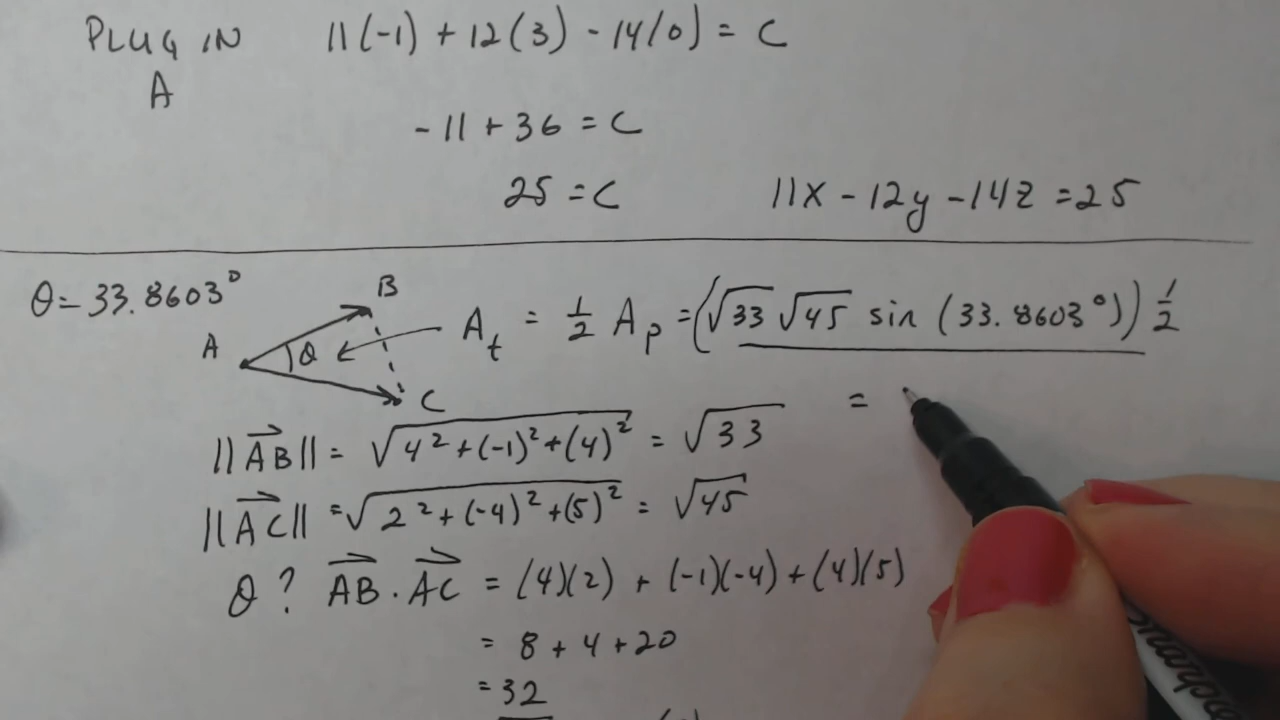 PLUG IN 11(-1) + 12(3) - 14(0) = C
A
-11 + 36 = C
25 = C 11x - 12y - 14z = 25
θ = 33.8603°
B
A θ C
A_t = 1/2 A_p = (√33 √45 sin (33.8603°)) 1/2
=
||AB|| = √4² + (-1)² + (4)² = √33
||AC|| = √2² + (-4)² + (5)² = √45
θ? AB · AC = (4)(2) + (-1)(-4) + (4)(5)
= 8 + 4 + 20
= 32